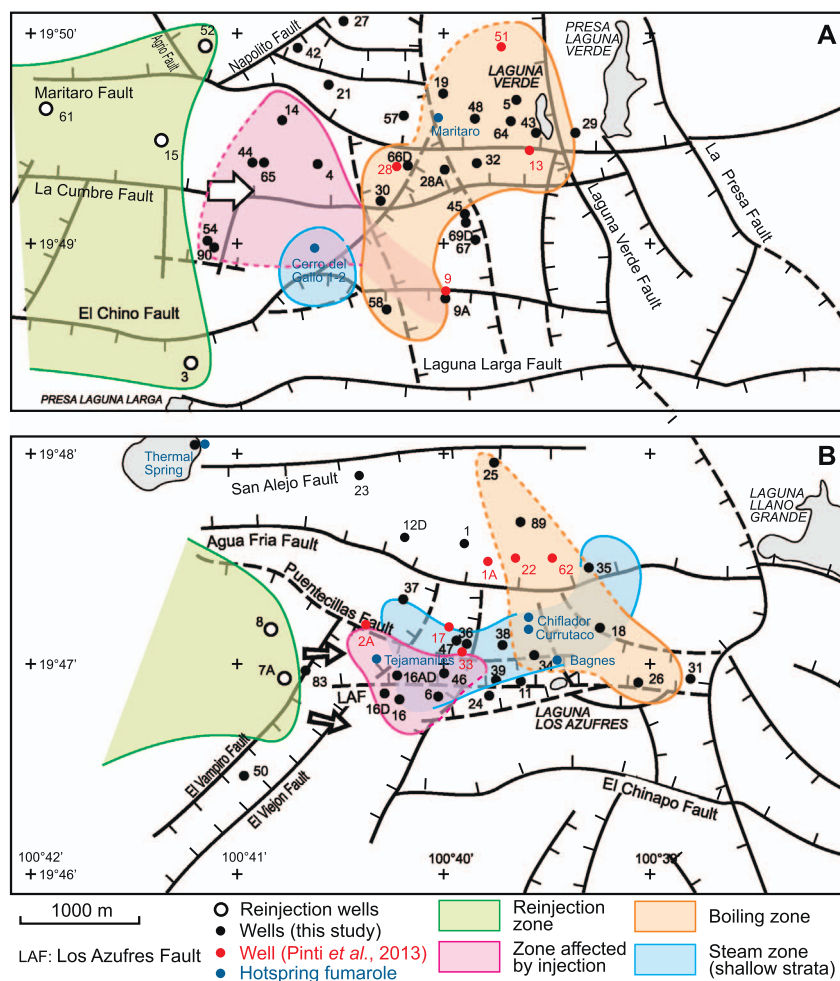 A
19°50'
52
27
51
PRESA
LAGUNA
VERDE
Agrio Fault
Napolito Fault
42
LAGUNA
VERDE
Maritaro Fault
61
21
19
5
14
57
Maritaro
48
64
43
29
15
44
65
4
66D
28
28A
32
13
La Cumbre Fault
30
La Presa Fault
Laguna Verde Fault
45
54
19°49'
90
69D
67
Cerro del
Gallo 1-2
9
9A
58
El Chino Fault
3
Laguna Larga Fault
PRESA LAGUNA LARGA
B
19°48'
Thermal
Spring
San Alejo Fault
23
25
LAGUNA
LLANO
GRANDE
89
12D
1
Agua Fria Fault
1A
22
62
35
Puentecillas Fault
37
8
2A
17
36
47
38
Chiflador
Currutaco
18
19°47'
33
34
Bagnes
Tejamaniles
7A
83
16AD
46
39
11
26
31
LAF
16D
16
6
24
LAGUNA
LOS AZUFRES
El Vampiro Fault
50
El Viejon Fault
El Chinapo Fault
100°42'
100°41'
100°40'
100°39'
19°46'
1000 m
LAF: Los Azufres Fault
Reinjection wells
Wells (this study)
Well (Pinti et al., 2013)
Hotspring fumarole
Reinjection
zone
Zone affected
by injection
Boiling zone
Steam zone
(shallow strata)